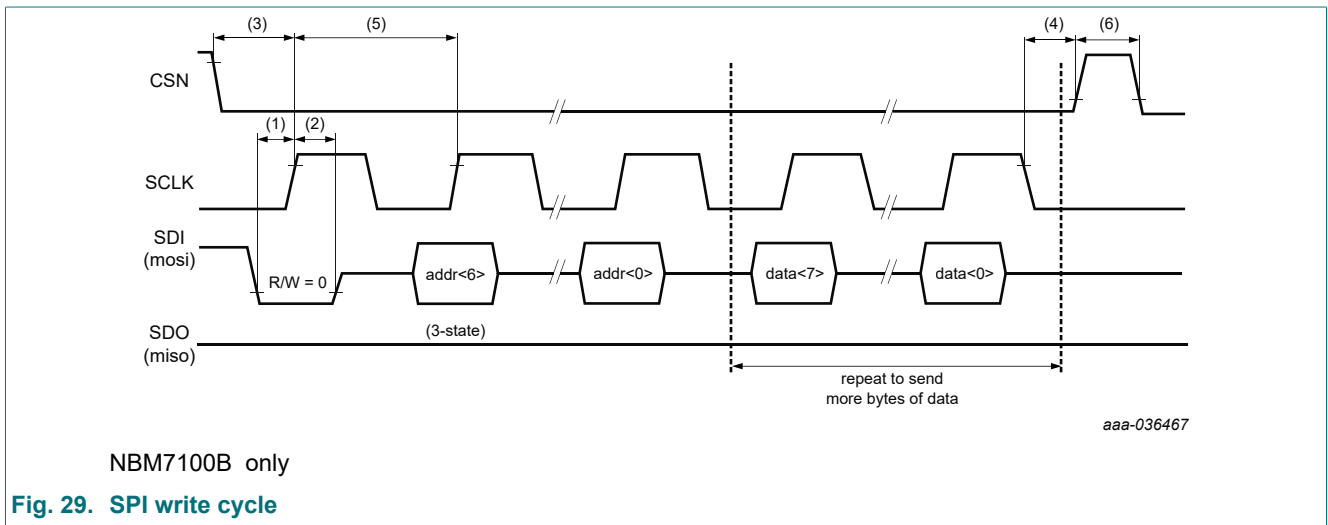 (3) (5) (4) (6)
CSN
(1) (2)
SCLK
SDI
(mosi)
R/W = 0 addr<6> addr<0> data<7> data<0>
SDO
(miso)
(3-state)
repeat to send
more bytes of data
aaa-036467
NBM7100B only
Fig. 29. SPI write cycle